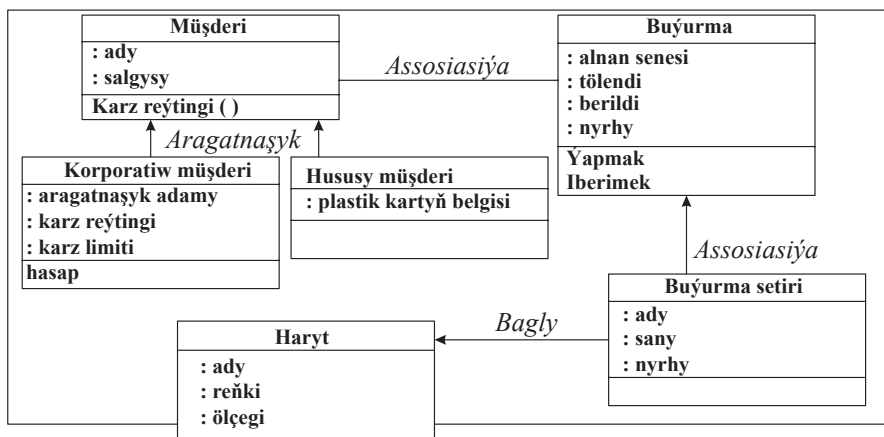 Müşderi
: ady
: salgysy
Karz reýtingi ( )
Assosiasiýa
Buýurma
: alnan senesi
: tölendi
: berildi
: nyrhy
Ýapmak
Iberimek
Aragatnaşyk
Korporatiw müşderi
: aragatnaşyk adamy
: karz reýtingi
: karz limiti
hasap
Hususy müşderi
: plastik kartyň belgisi
Assosiasiýa
Buýurma setiri
: ady
: sany
: nyrhy
Bagly
Haryt
: ady
: reňki
: ölçegi